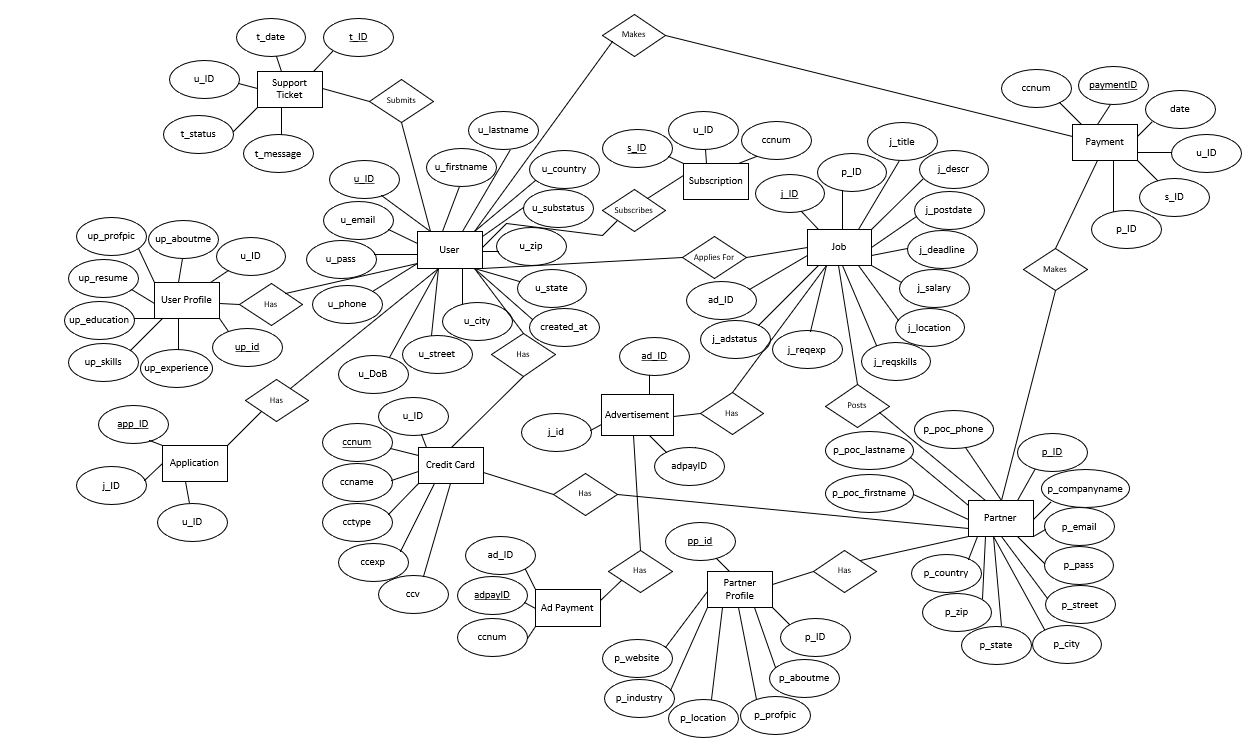 Makes
t_date
t_ID
u_ID
Support
Ticket
Submits
t_status
t_message
u_lastname
u_firstname
u_ID
u_country
u_email
u_substatus
u_pass
User
u_zip
u_phone
u_state
u_city
created_at
u_street
u_DoB
s_ID
u_ID
ccnum
Subscription
Subscribes
j_title
p_ID
j_descr
j_ID
j_postdate
Job
j_deadline
Applies For
j_salary
ad_ID
j_location
j_adstatus
j_reqexp
j_reqskills
ccnum
paymentID
date
Payment
u_ID
s_ID
p_ID
Makes
up_profpic
up_aboutme
u_ID
up_resume
User Profile
Has
up_education
up_id
up_skills
up_experience
Has
Has
app_ID
Application
j_ID
u_ID
u_ID
ccnum
Credit Card
ccname
cctype
ccexp
ccv
Has
ad_ID
Advertisement
Has
j_id
adpayID
Posts
p_poc_phone
p_poc_lastname
p_ID
p_poc_firstname
p_companyname
Partner
p_email
p_pass
p_country
p_street
p_zip
p_state
p_city
ad_ID
Has
adpayID
Ad Payment
ccnum
pp_id
Has
Partner
Profile
p_ID
p_website
p_aboutme
p_industry
p_location
p_profpic